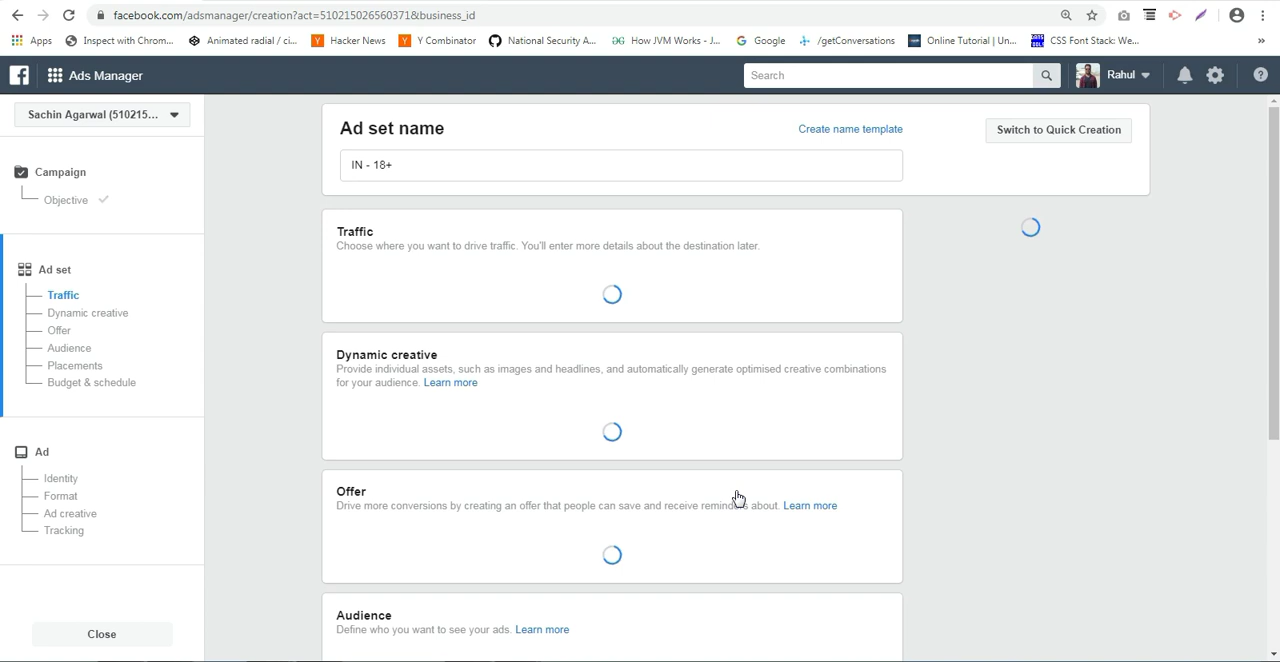 facebook.com/adsmanager/creation?act=510215026560371&business_id
Apps Inspect with Chrom... Animated radial / ci... Hacker News Y Combinator National Security A... How JVM Works - J... Google /getConversations Online Tutorial | Un... CSS Font Stack: We... »
Ads Manager Search Rahul
Sachin Agarwal (510215...
Ad set name
Create name template
Switch to Quick Creation
IN - 18+
Campaign
Objective
Ad set
Traffic
Dynamic creative
Offer
Audience
Placements
Budget & schedule
Ad
Identity
Format
Ad creative
Tracking
Close
Traffic
Choose where you want to drive traffic. You'll enter more details about the destination later.
Dynamic creative
Provide individual assets, such as images and headlines, and automatically generate optimised creative combinations
for your audience. Learn more
Offer
Drive more conversions by creating an offer that people can save and receive reminders about. Learn more
Audience
Define who you want to see your ads. Learn more